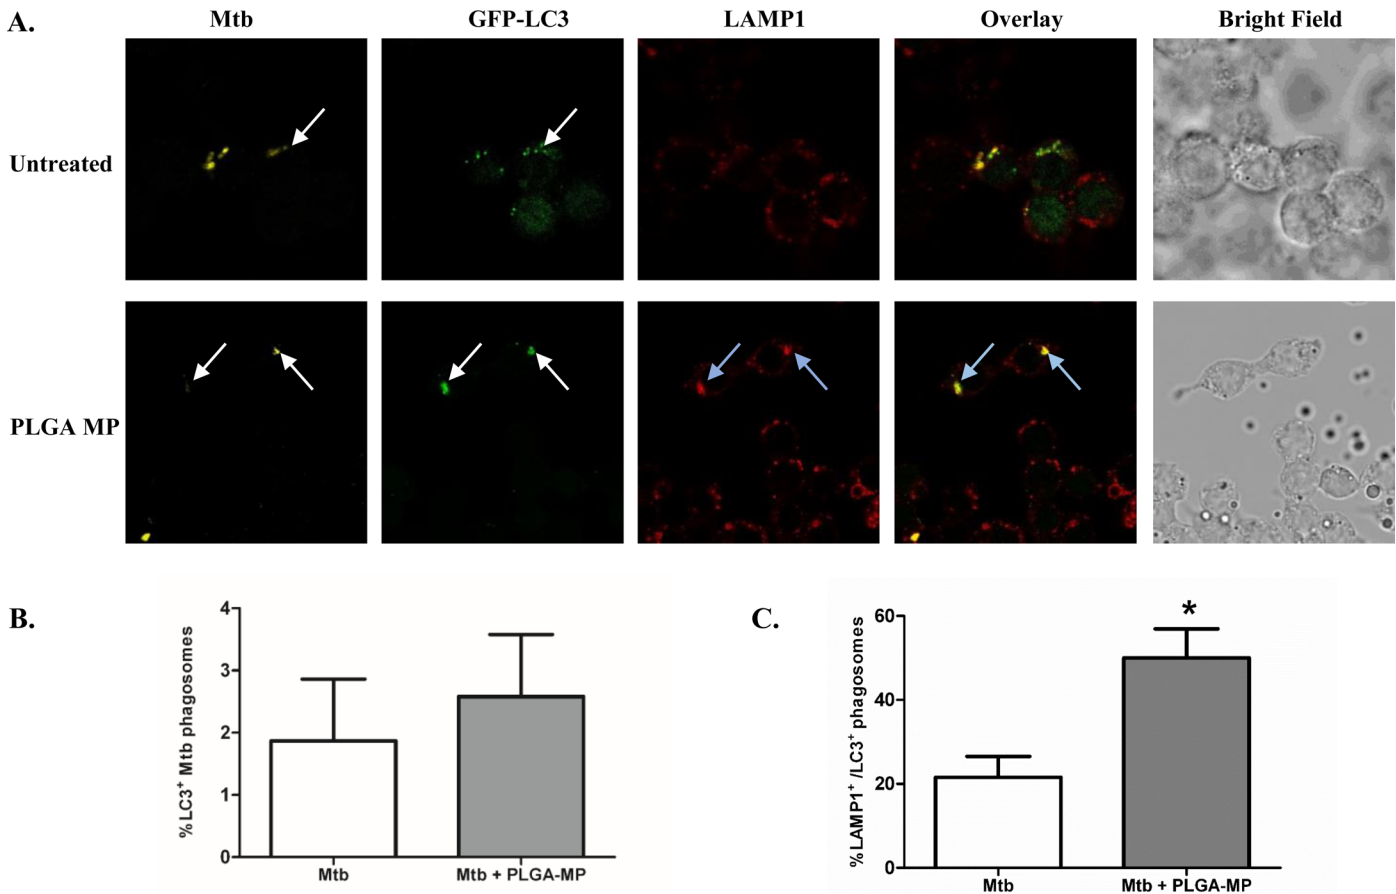 A.
Mtb GFP-LC3 LAMP1 Overlay Bright Field
Untreated
PLGA MP
B.
%LC3⁺ Mtb phagosomes
4
3
2
1
0
Mtb Mtb + PLGA-MP
C.
%LAMP1⁺ /LC3⁺ phagosomes
60
40
20
0
*
Mtb Mtb + PLGA-MP